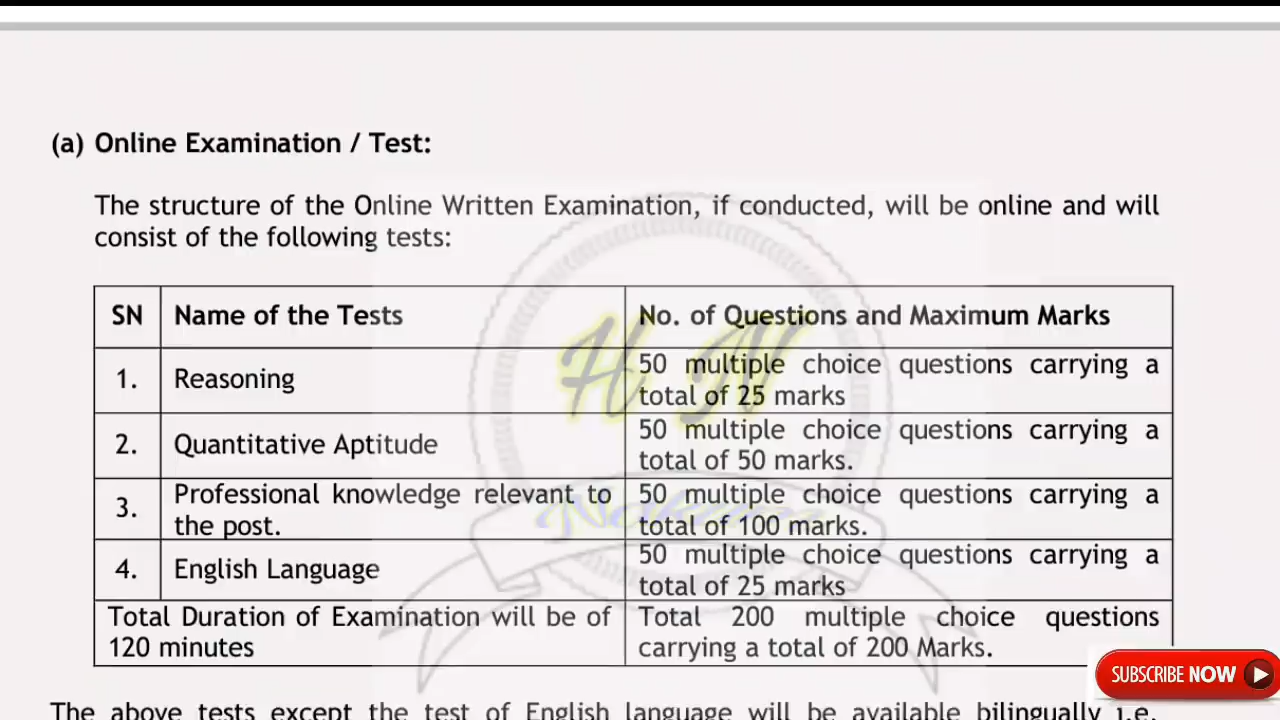 (a) Online Examination / Test:
The structure of the Online Written Examination, if conducted, will be online and will
consist of the following tests:
SN Name of the Tests No. of Questions and Maximum Marks
1. Reasoning 50 multiple choice questions carrying a
total of 25 marks
2. Quantitative Aptitude 50 multiple choice questions carrying a
total of 50 marks.
3. Professional knowledge relevant to
the post.
50 multiple choice questions carrying a
total of 100 marks.
4. English Language 50 multiple choice questions carrying a
total of 25 marks
Total Duration of Examination will be of
120 minutes
Total 200 multiple choice questions
carrying a total of 200 Marks.
H N
SUBSCRIBE NOW
The above tests except the test of English language will be available bilingually i.e.